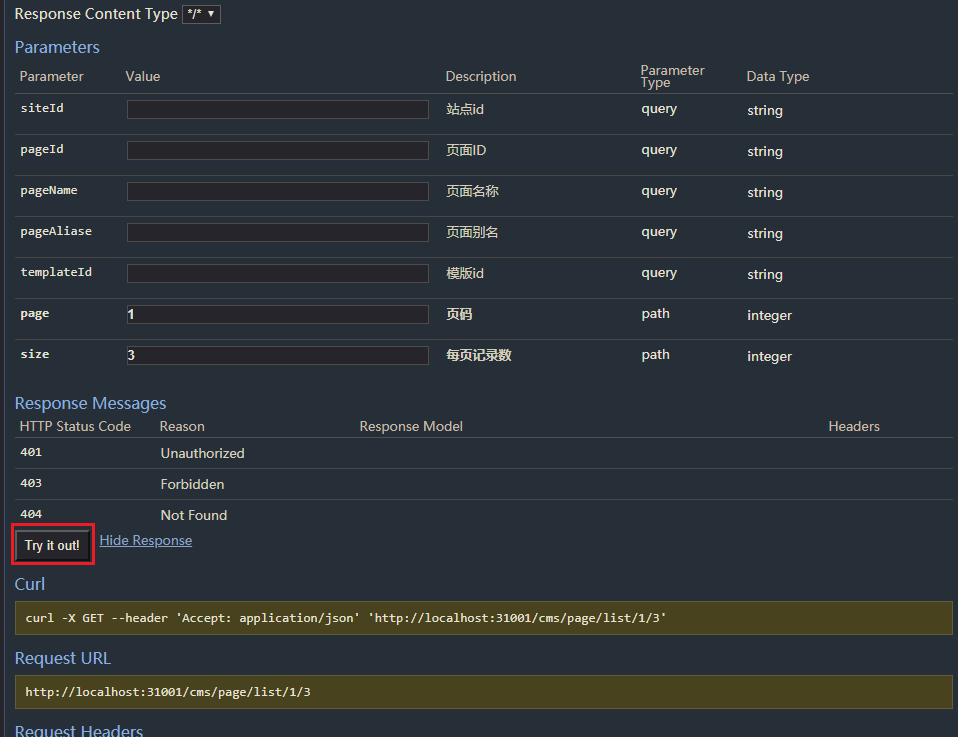 Response Content Type */* ▼
Parameters
Parameter Value Description Parameter Type Data Type
siteId 站点id query string
pageId 页面ID query string
pageName 页面名称 query string
pageAliase 页面别名 query string
templateId 模版id query string
page 1 页码 path integer
size 3 每页记录数 path integer
Response Messages
HTTP Status Code Reason Response Model Headers
401 Unauthorized
403 Forbidden
404 Not Found
Try it out! Hide Response
Curl
curl -X GET --header 'Accept: application/json' 'http://localhost:31001/cms/page/list/1/3'
Request URL
http://localhost:31001/cms/page/list/1/3
Request Headers